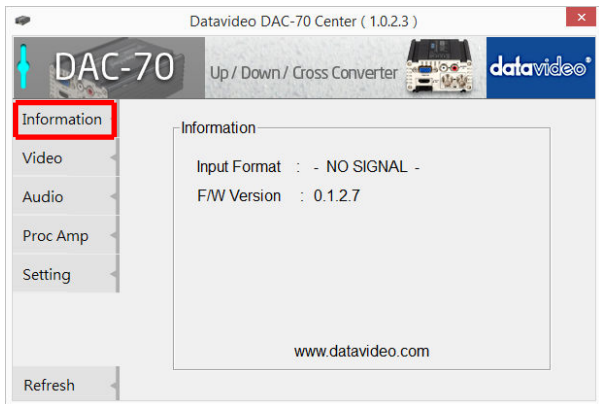 Datavideo DAC-70 Center ( 1.0.2.3 )
DAC-70
Up / Down / Cross Converter
datavideo®
Information
Video
Audio
Proc Amp
Setting
Refresh
Information
Input Format : - NO SIGNAL -
F/W Version : 0.1.2.7
www.datavideo.com